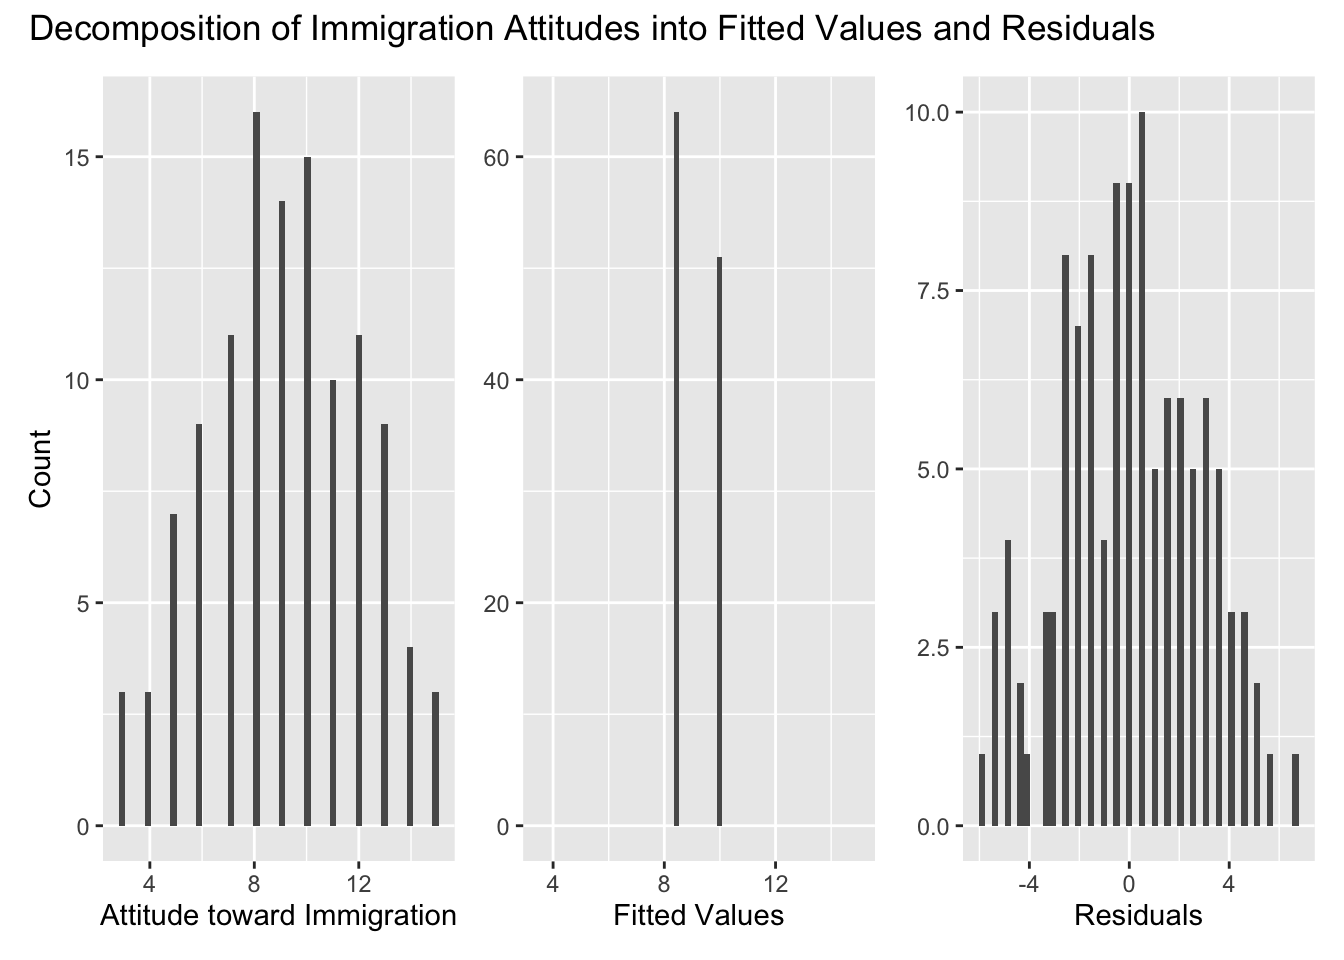 Decomposition of Immigration Attitudes into Fitted Values and Residuals
Count
15
10
5
0
4 8 12
Attitude toward Immigration
60
40
20
0
4 8 12
Fitted Values
10.0
7.5
5.0
2.5
0.0
-4 0 4
Residuals